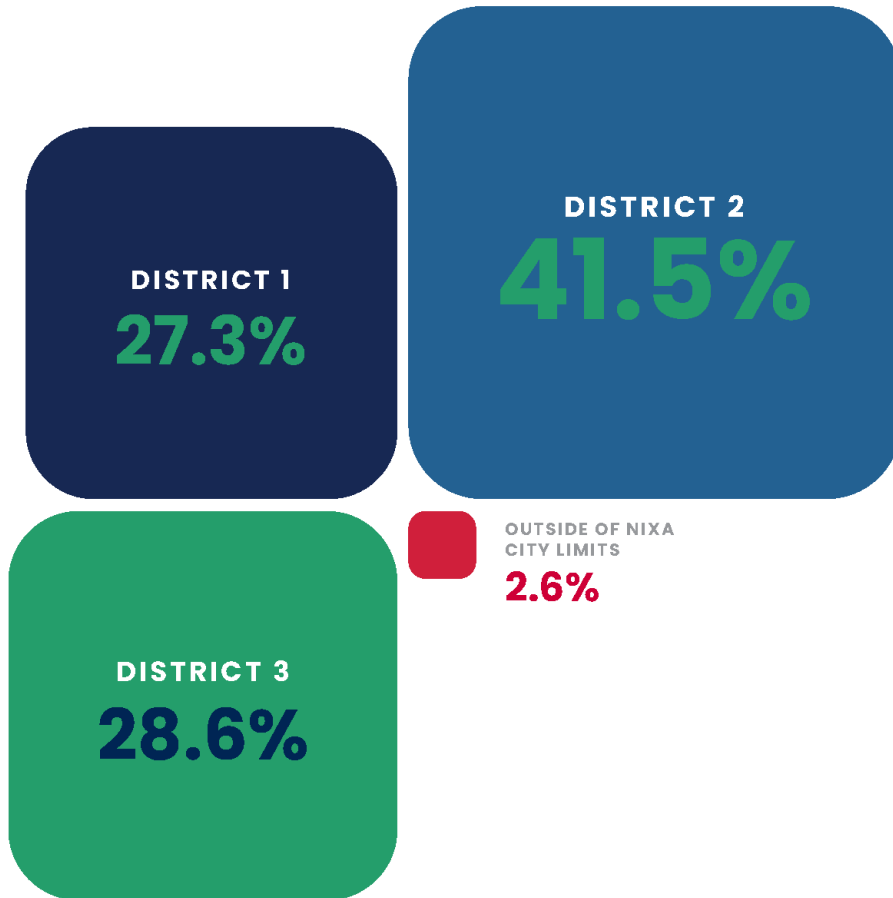 DISTRICT 1
27.3%
DISTRICT 2
41.5%
DISTRICT 3
28.6%
OUTSIDE OF NIXA
CITY LIMITS
2.6%